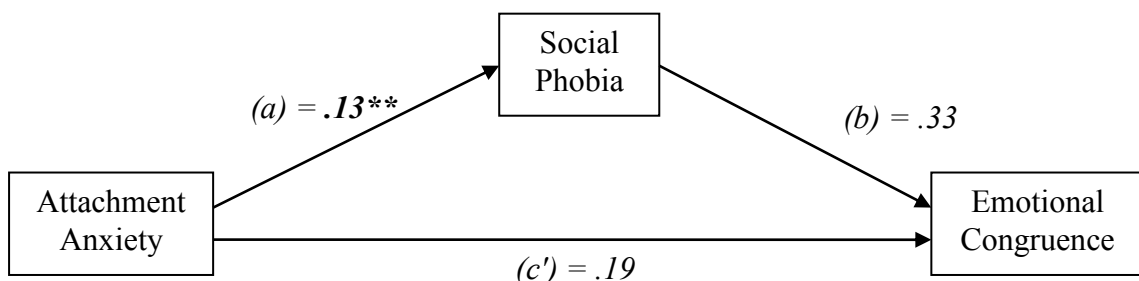 Social
Phobia
(a) = .13**
(b) = .33
Attachment
Anxiety
Emotional
Congruence
(c') = .19